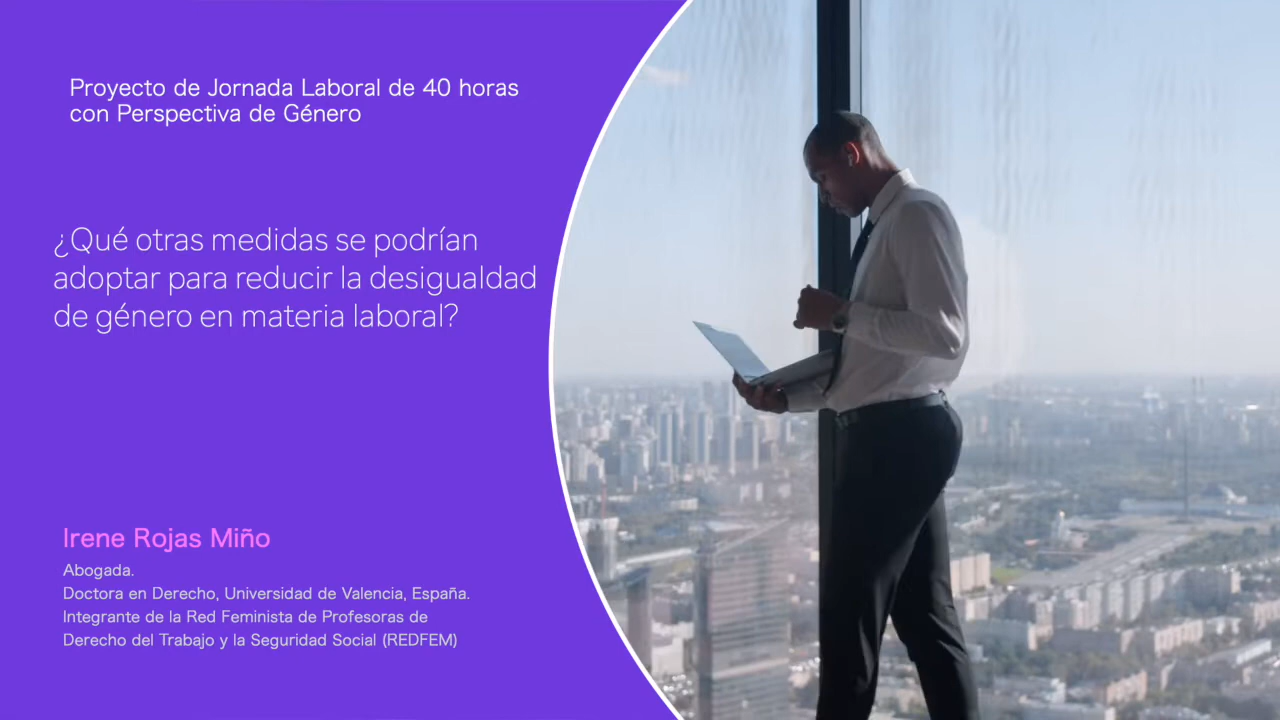 Proyecto de Jornada Laboral de 40 horas
con Perspectiva de Género
¿Qué otras medidas se podrían
adoptar para reducir la desigualdad
de género en materia laboral?
Irene Rojas Miño
Abogada.
Doctora en Derecho, Universidad de Valencia, España.
Integrante de la Red Feminista de Profesoras de
Derecho del Trabajo y la Seguridad Social (REDFEM)